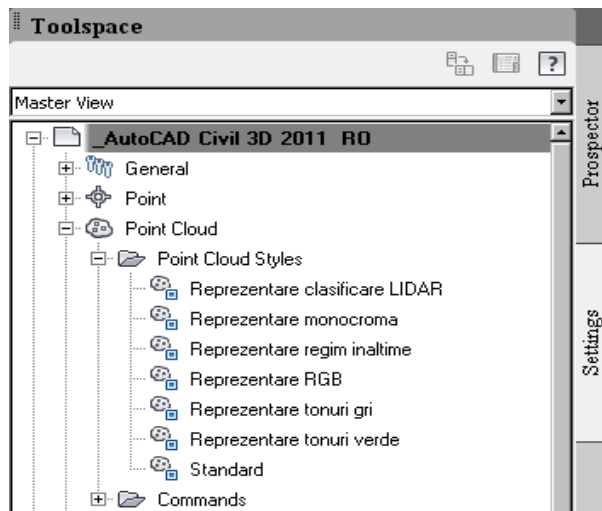 Toolspace
?
Master View
_AutoCAD Civil 3D 2011 RO
General
Point
Point Cloud
Point Cloud Styles
Reprezentare clasificare LIDAR
Reprezentare monocroma
Reprezentare regim inaltime
Reprezentare RGB
Reprezentare tonuri gri
Reprezentare tonuri verde
Standard
Commands
Prospector
Settings